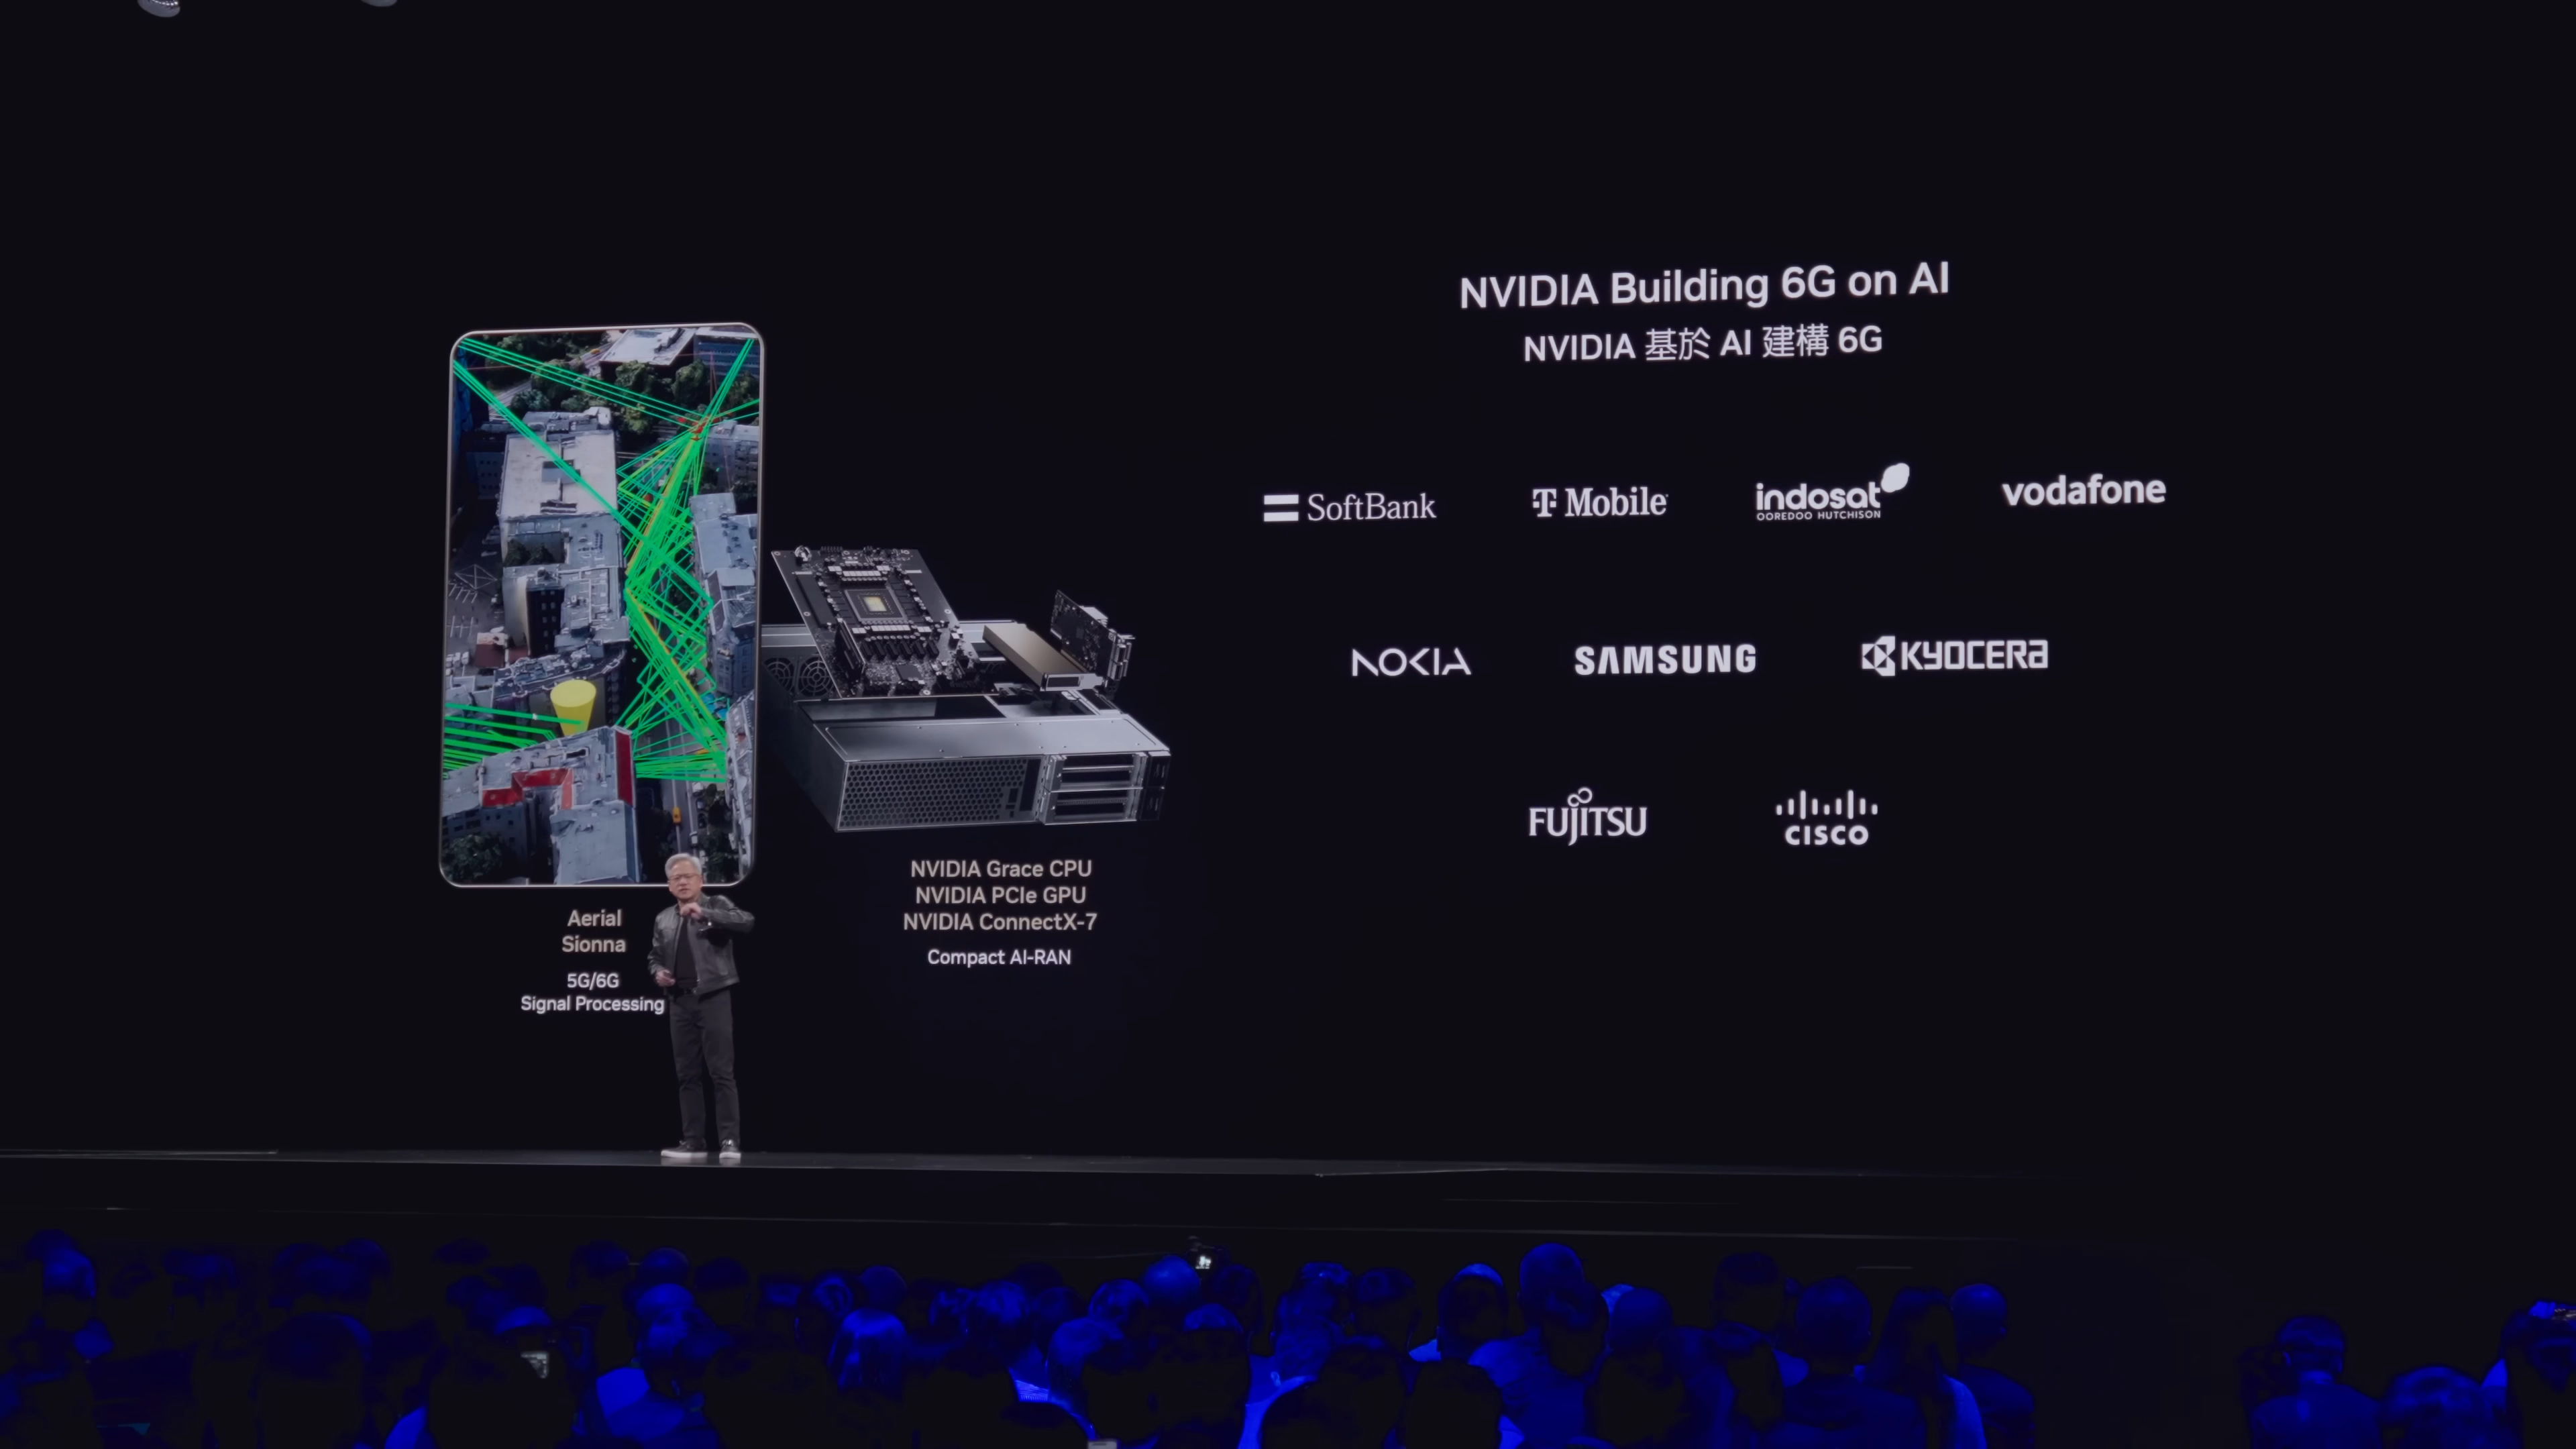 NVIDIA Building 6G on AI
NVIDIA 基於 AI 建構 6G
SoftBank
T Mobile
indosat
OOREDOO HUTCHISON
vodafone
NOKIA
SAMSUNG
KYOCERA
FUJITSU
CISCO
Aerial
Sionna
5G/6G
Signal Processing
NVIDIA Grace CPU
NVIDIA PCIe GPU
NVIDIA ConnectX-7
Compact AI-RAN